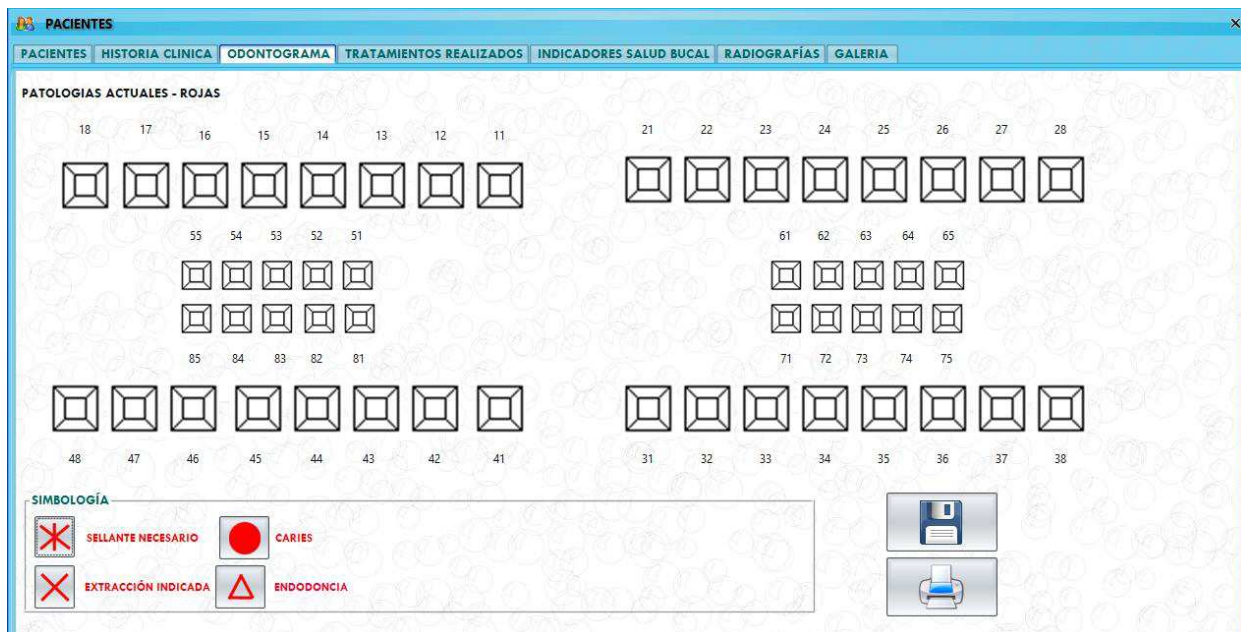 PACIENTES
PACIENTES HISTORIA CLINICA ODONTOGRAMA TRATAMIENTOS REALIZADOS INDICADORES SALUD BUCAL RADIOGRAFÍAS GALERIA
PATOLOGIAS ACTUALES - ROJAS
18 17 16 15 14 13 12 11 21 22 23 24 25 26 27 28
55 54 53 52 51 61 62 63 64 65
85 84 83 82 81 71 72 73 74 75
48 47 46 45 44 43 42 41 31 32 33 34 35 36 37 38
SIMBOLOGÍA
SELLANTE NECESARIO CARIES
EXTRACCIÓN INDICADA ENDODONCIA